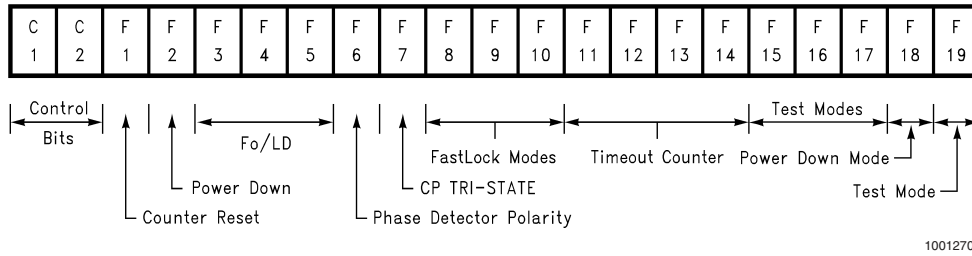 C C F F F F F F F F F F F F F F F F F F F
1 2 1 2 3 4 5 6 7 8 9 10 11 12 13 14 15 16 17 18 19
Control Bits
Fo/LD
Test Modes
FastLock Modes
Timeout Counter
Power Down Mode
Power Down
CP TRI-STATE
Test Mode
Counter Reset
Phase Detector Polarity
1001270